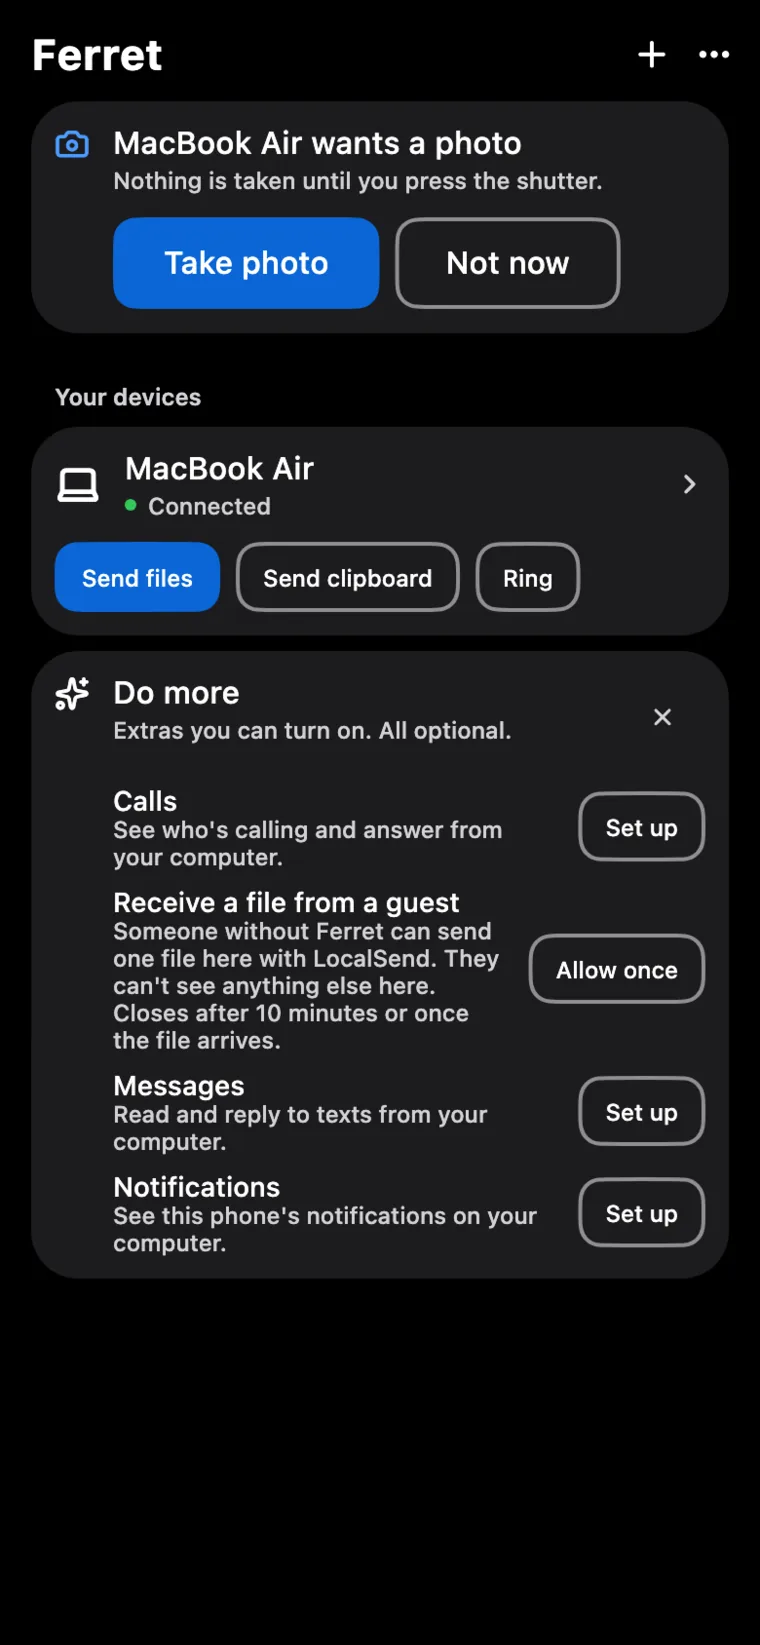 Ferret
MacBook Air wants a photo
Nothing is taken until you press the shutter.
Take photo
Not now
Your devices
MacBook Air
Connected
Send files
Send clipboard
Ring
Do more
Extras you can turn on. All optional.
Calls
See who's calling and answer from
your computer.
Set up
Receive a file from a guest
Someone without Ferret can send
one file here with LocalSend. They
can't see anything else here.
Closes after 10 minutes or once
the file arrives.
Allow once
Messages
Read and reply to texts from your
computer.
Set up
Notifications
See this phone's notifications on your
computer.
Set up